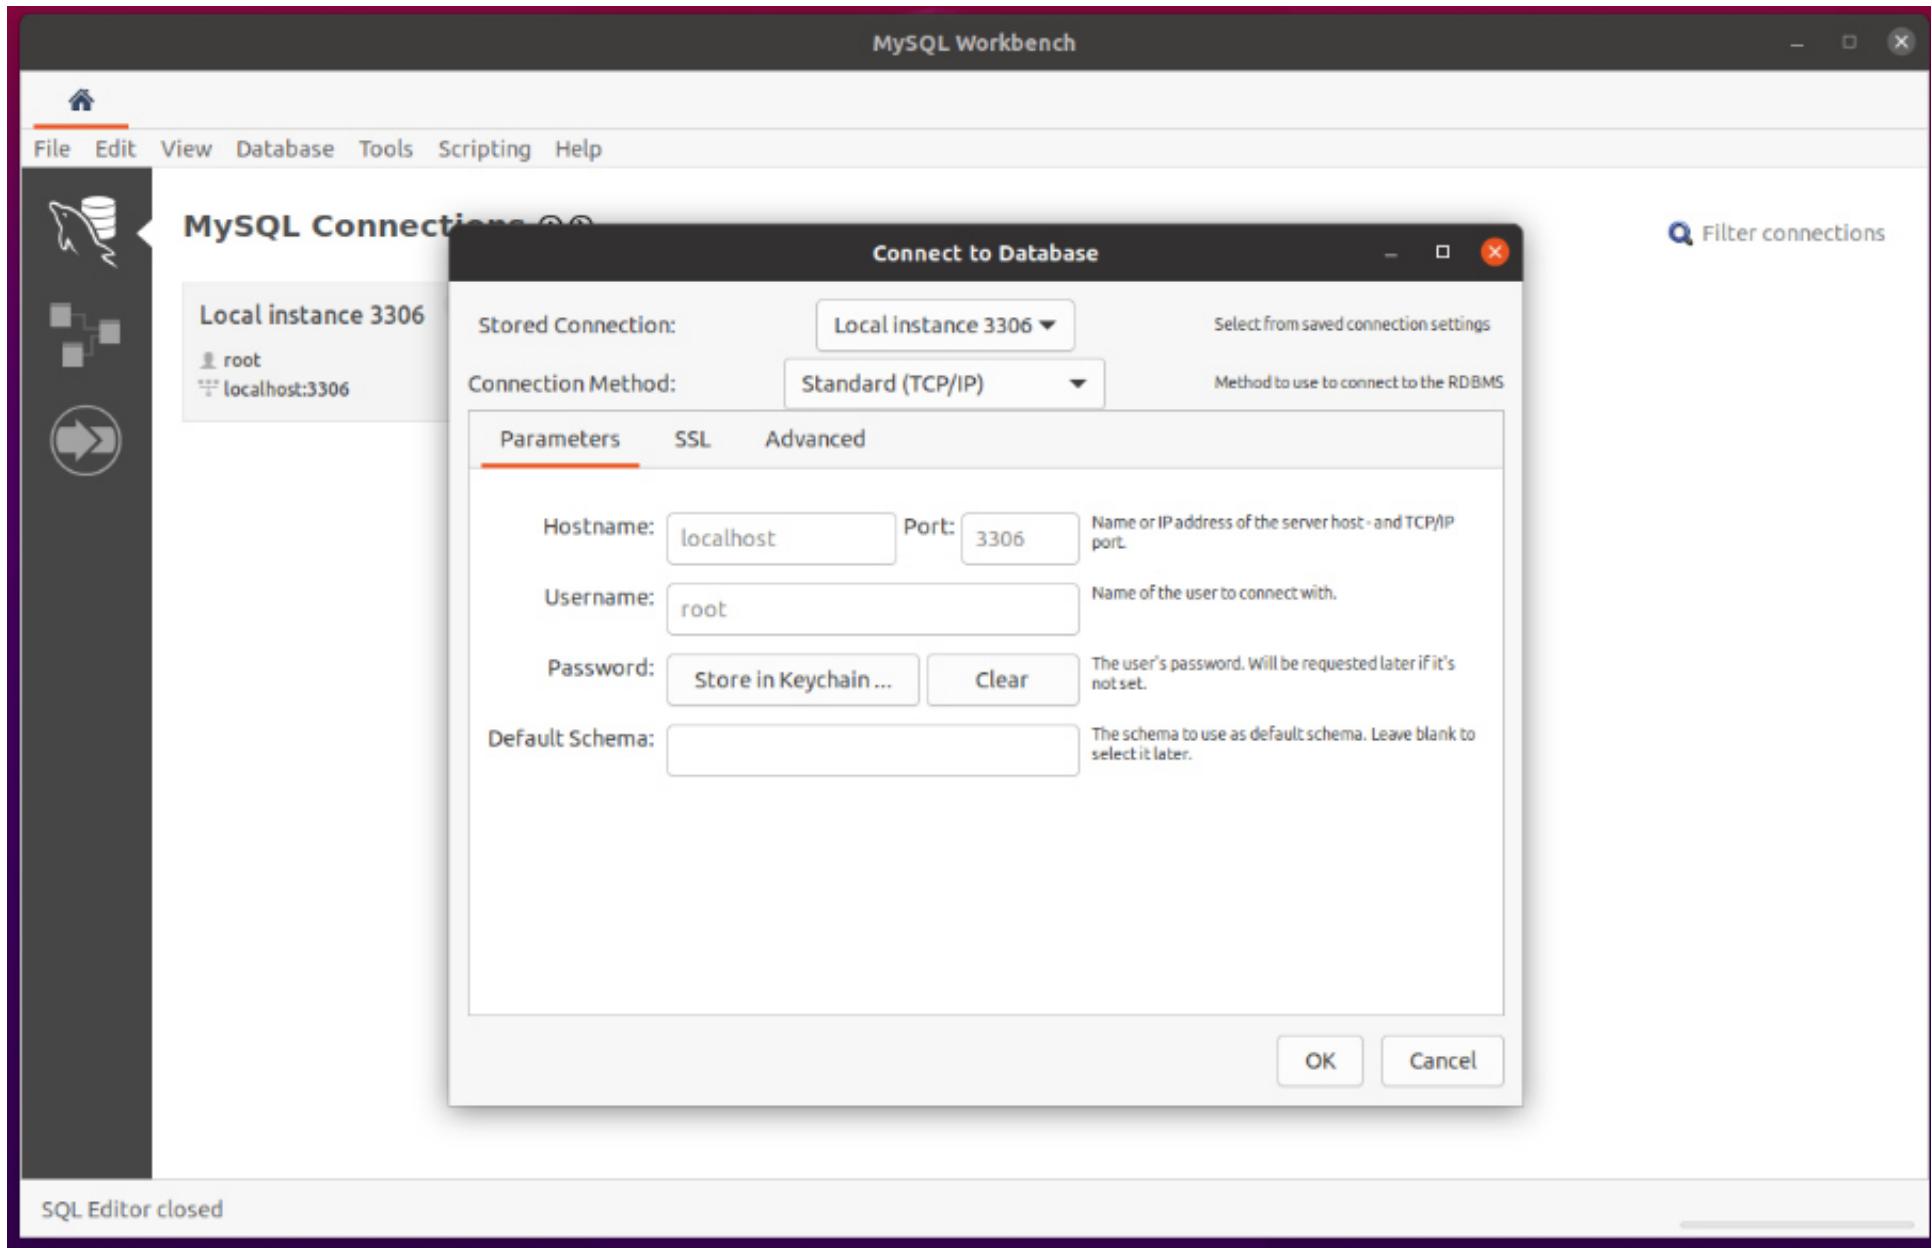 MySQL Workbench
File Edit View Database Tools Scripting Help
MySQL Connections
Filter connections
Local instance 3306
root
localhost:3306
Connect to Database
Stored Connection: Local instance 3306 Select from saved connection settings
Connection Method: Standard (TCP/IP) Method to use to connect to the RDBMS
Parameters SSL Advanced
Hostname: localhost Port: 3306 Name or IP address of the server host - and TCP/IP
port.
Username: root Name of the user to connect with.
Password: Store in Keychain ... Clear The user's password. Will be requested later if it's
not set.
Default Schema: The schema to use as default schema. Leave blank to
select it later.
OK Cancel
SQL Editor closed